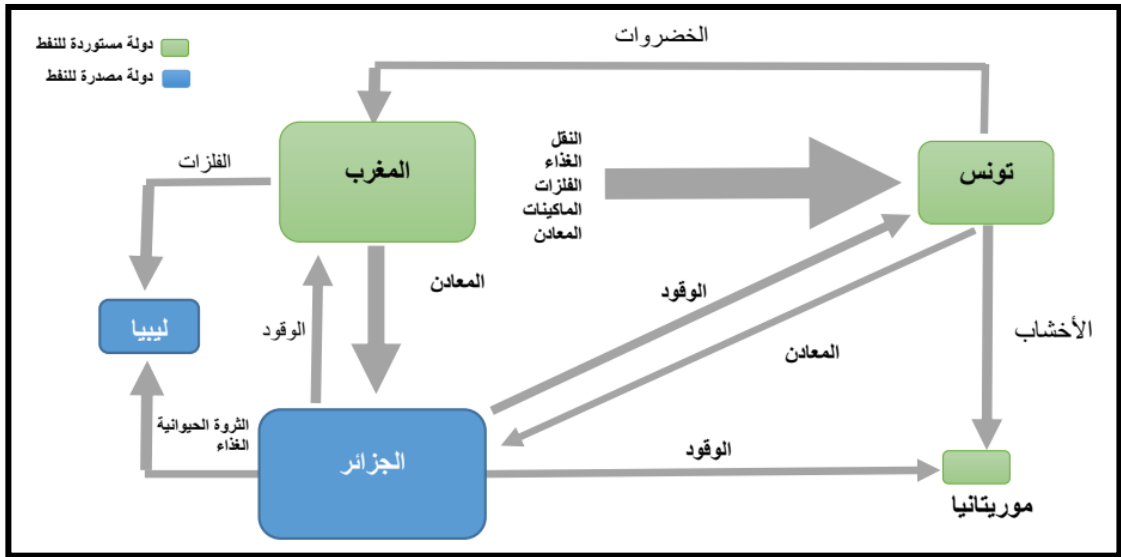 الخضروات
دولة مستوردة للنفط
دولة مصدرة للنفط
النقل
الغذاء
الفلزات
الماكينات
المعادن
تونس
المغرب
الفلزات
المعادن
الوقود
الأخشاب
الوقود
ليبيا
المعادن
الثروة الحيوانية
الغذاء
الجزائر
الوقود
موريتانيا